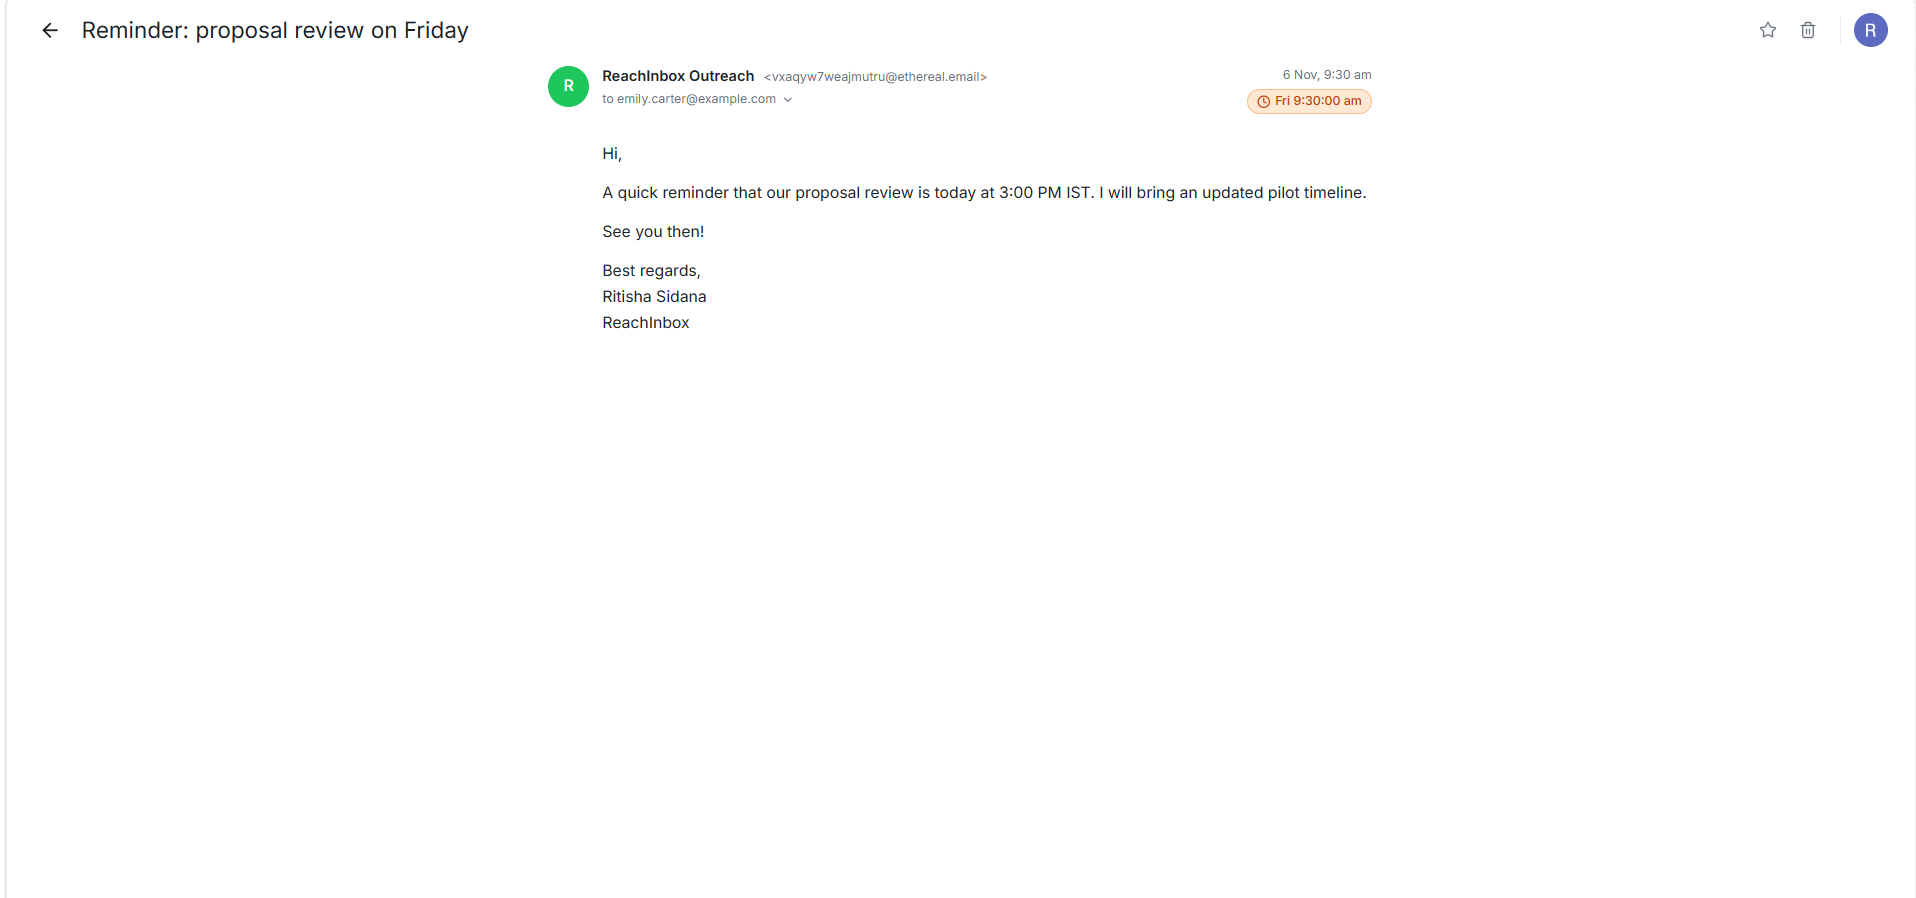 Reminder: proposal review on Friday
R
R
ReachInbox Outreach <vxaqyw7weajmutru@ethereal.email>
6 Nov, 9:30 am
to emily.carter@example.com
Fri 9:30:00 am
Hi,
A quick reminder that our proposal review is today at 3:00 PM IST. I will bring an updated pilot timeline.
See you then!
Best regards,
Ritisha Sidana
ReachInbox